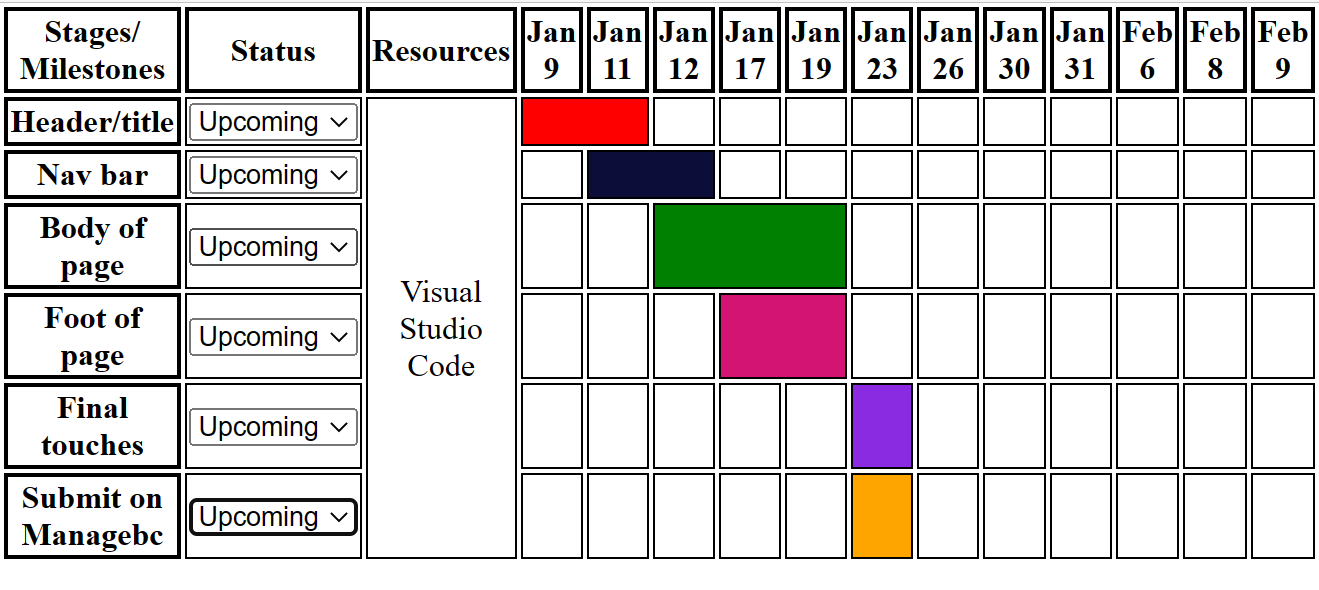 Stages/ Status Resources Jan Jan Jan Jan Jan Jan Jan Jan Jan Feb Feb Feb
Milestones 9 11 12 17 19 23 26 30 31 6 8 9
Header/title Upcoming
Nav bar Upcoming
Body of
page Upcoming
Visual
Studio
Code
Foot of
page Upcoming
Final
touches Upcoming
Submit on
Managebc Upcoming